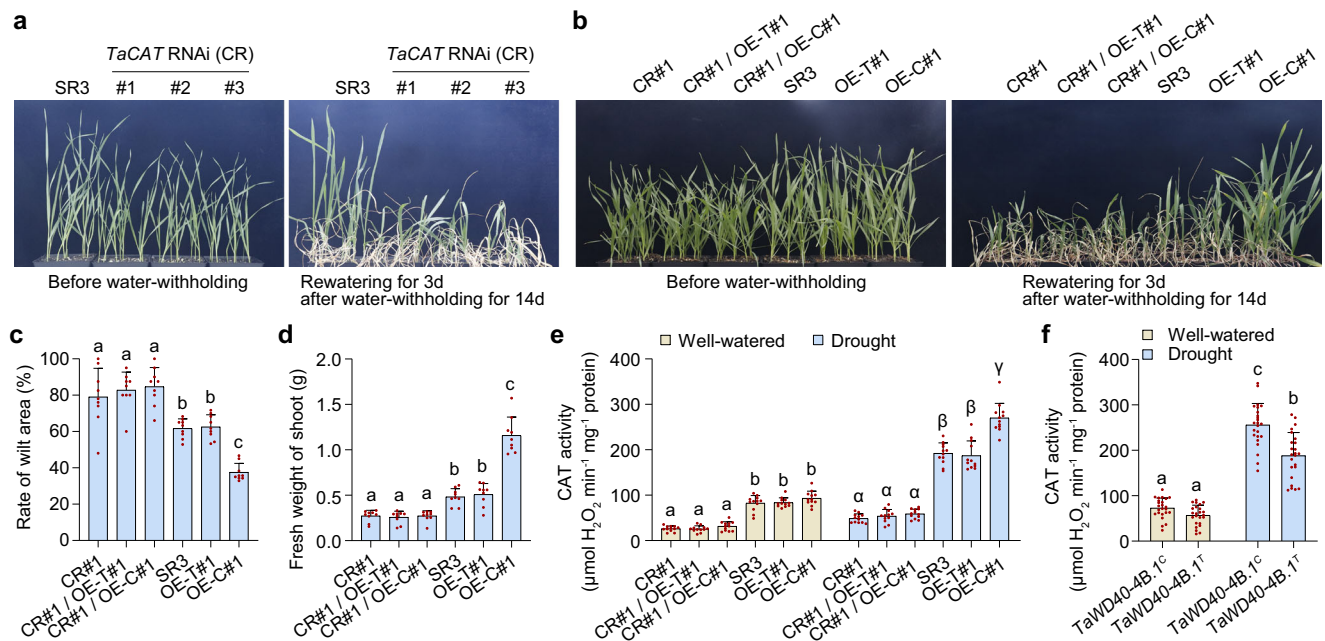 a
TaCAT RNAi (CR)
SR3 #1 #2 #3
TaCAT RNAi (CR)
SR3 #1 #2 #3
Before water-withholding
Rewatering for 3d
after water-withholding for 14d
b
CR#1
CR#1 / OE-T#1
CR#1 / OE-C#1
SR3
OE-T#1
OE-C#1
CR#1
CR#1 / OE-T#1
CR#1 / OE-C#1
SR3
OE-T#1
OE-C#1
Before water-withholding
Rewatering for 3d
after water-withholding for 14d
c
Rate of wilt area (%)
100
80
60
40
20
0
a a a b b c
CR#1
CR#1 / OE-T#1
CR#1 / OE-C#1
SR3
OE-T#1
OE-C#1
d
Fresh weight of shoot (g)
2.0
1.5
1.0
0.5
0.0
a a a b b c
CR#1
CR#1 / OE-T#1
CR#1 / OE-C#1
SR3
OE-T#1
OE-C#1
e
Well-watered Drought
CAT activity
(μmol H₂O₂ min⁻¹ mg⁻¹ protein)
400
300
200
100
0
a a a b b b α α α β β γ
CR#1
CR#1 / OE-T#1
CR#1 / OE-C#1
SR3
OE-T#1
OE-C#1
CR#1
CR#1 / OE-T#1
CR#1 / OE-C#1
SR3
OE-T#1
OE-C#1
f
Well-watered
Drought
CAT activity
(μmol H₂O₂ min⁻¹ mg⁻¹ protein)
400
300
200
100
0
a a c b
TaWD40-4B.1ᶜ
TaWD40-4B.1ᵀ
TaWD40-4B.1ᶜ
TaWD40-4B.1ᵀ